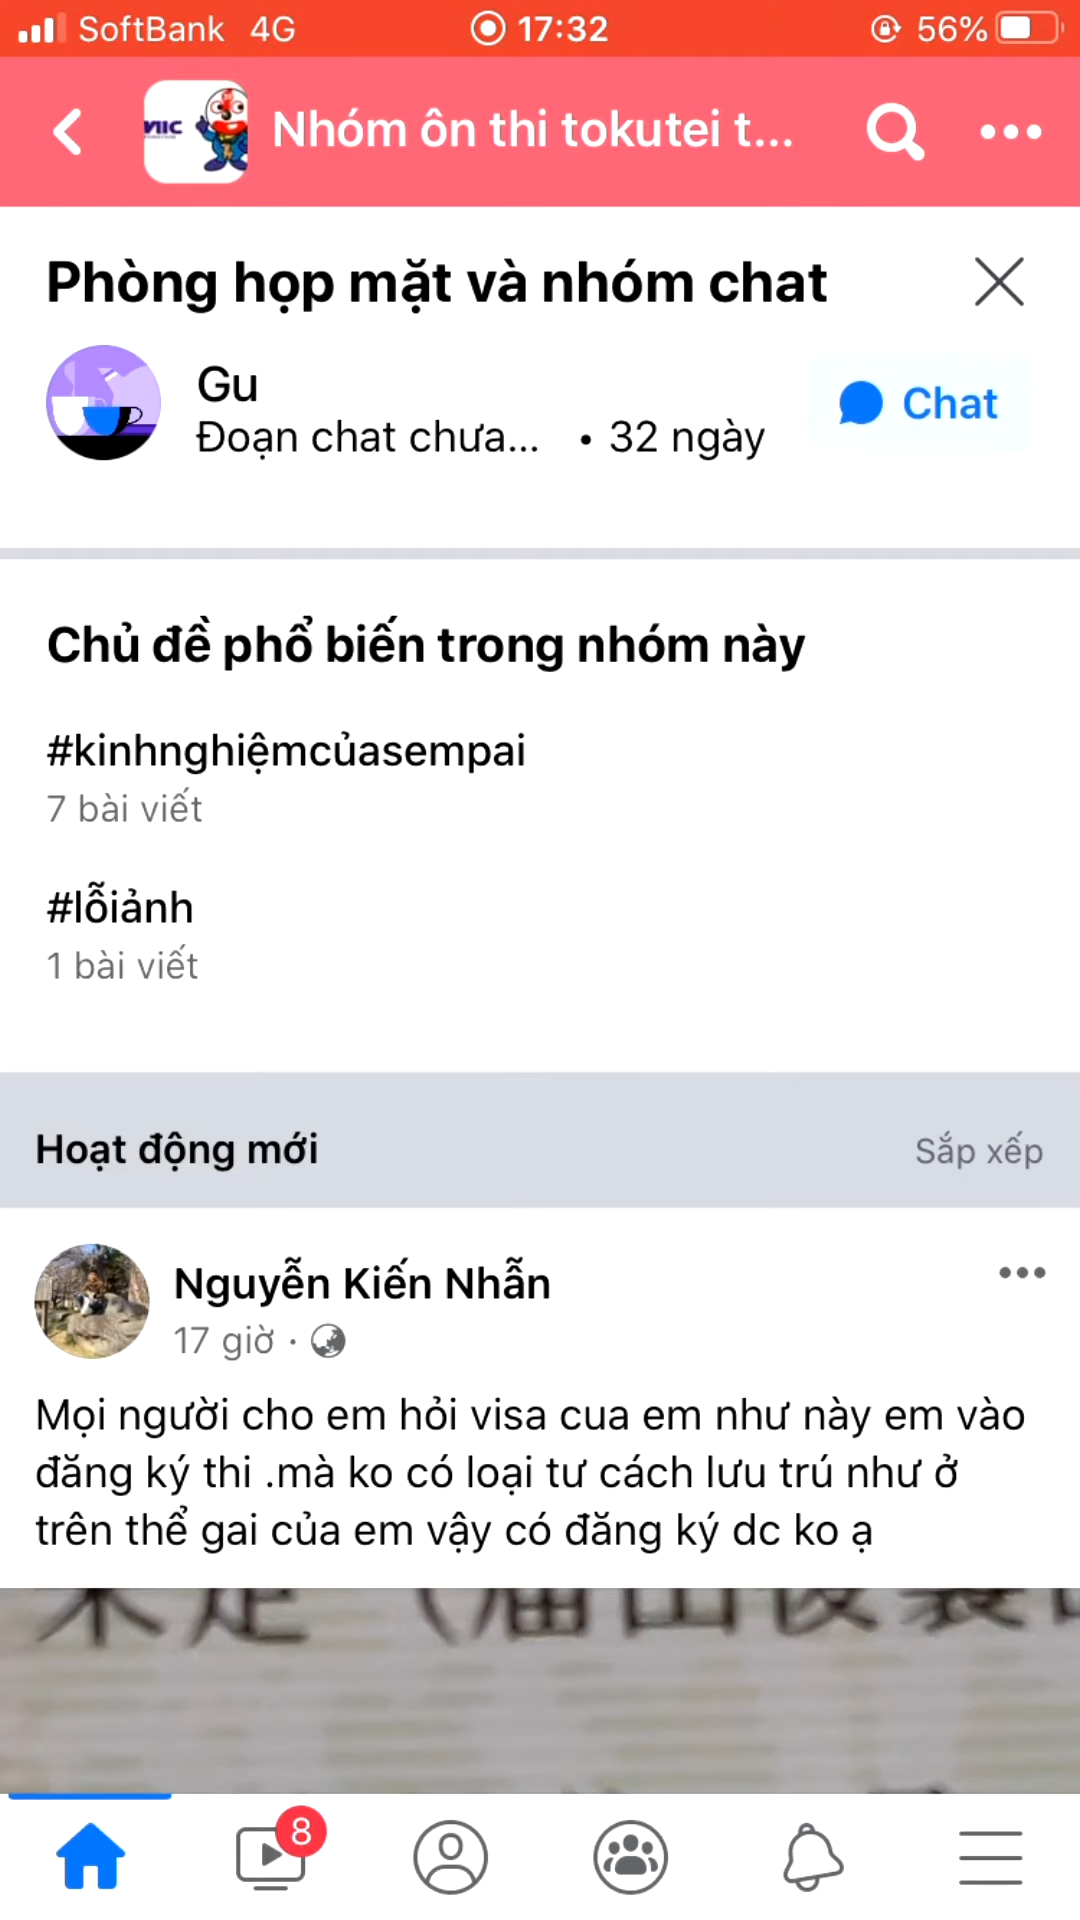 SoftBank 4G 17:32 56%
VIIC
Nhóm ôn thi tokutei t...
Phòng họp mặt và nhóm chat
Gu
Đoạn chat chưa... • 32 ngày
Chat
Chủ đề phổ biến trong nhóm này
#kinhnghiệmcủasempai
7 bài viết
#lỗiảnh
1 bài viết
Hoạt động mới
Sắp xếp
Nguyễn Kiến Nhẫn
17 giờ ·
Mọi người cho em hỏi visa cua em như này em vào
đăng ký thi .mà ko có loại tư cách lưu trú như ở
trên thể gai của em vậy có đăng ký dc ko ạ
8